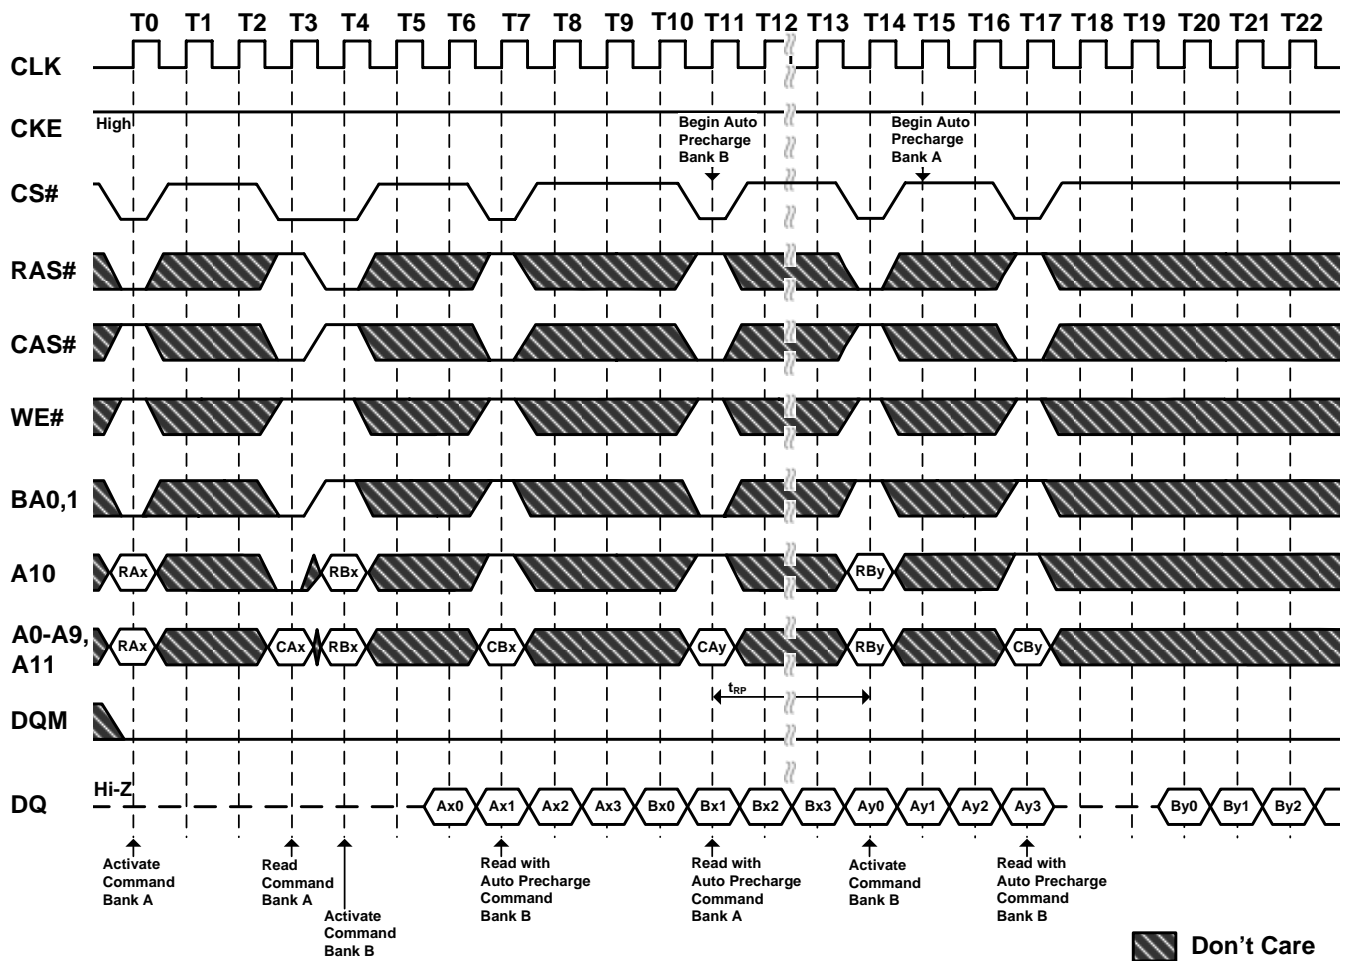 T0 T1 T2 T3 T4 T5 T6 T7 T8 T9 T10 T11 T12 T13 T14 T15 T16 T17 T18 T19 T20 T21 T22
CLK
CKE
High
Begin Auto
Precharge
Bank B
Begin Auto
Precharge
Bank A
CS#
RAS#
CAS#
WE#
BA0,1
A10
RAx RBx RBy
A0-A9,
A11
RAx CAx RBx CBx CAy RBy CBy
tRP
DQM
DQ
Hi-Z
Ax0 Ax1 Ax2 Ax3 Bx0 Bx1 Bx2 Bx3 Ay0 Ay1 Ay2 Ay3 By0 By1 By2
Activate
Command
Bank A
Read
Command
Bank A
Activate
Command
Bank B
Read with
Auto Precharge
Command
Bank B
Read with
Auto Precharge
Command
Bank A
Activate
Command
Bank B
Read with
Auto Precharge
Command
Bank B
Don't Care